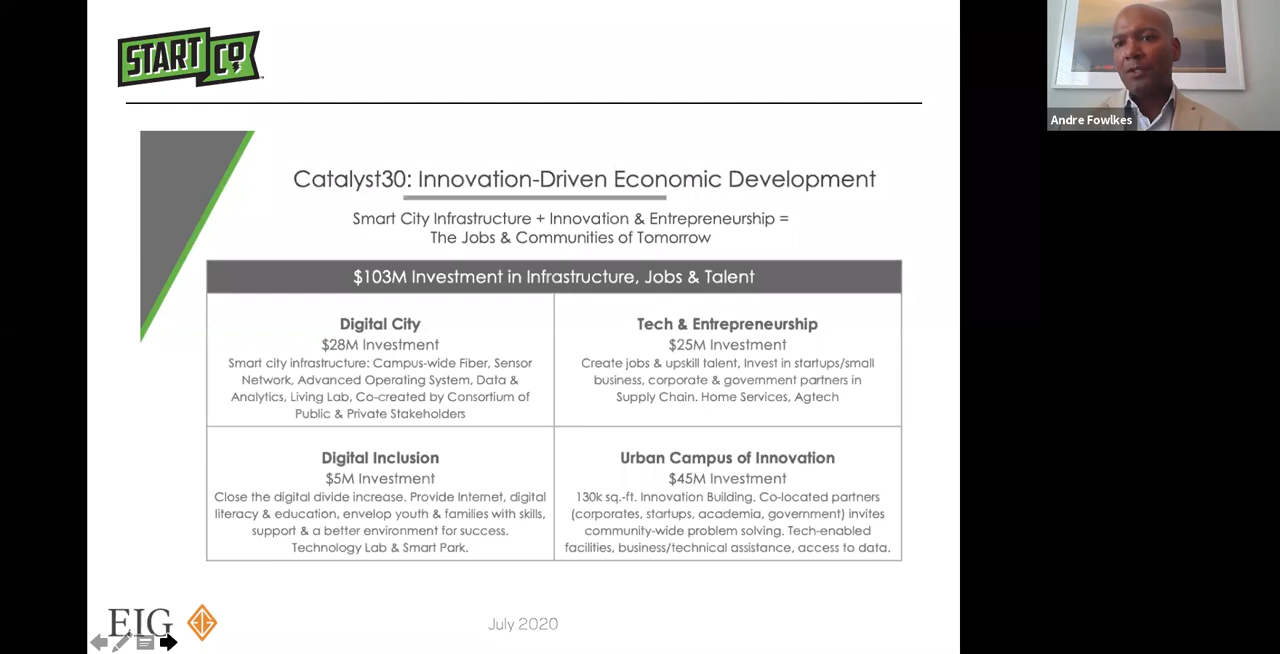 START CO
Andre Fowlkes
Catalyst30: Innovation-Driven Economic Development
Smart City Infrastructure + Innovation & Entrepreneurship =
The Jobs & Communities of Tomorrow
$103M Investment in Infrastructure, Jobs & Talent
Digital City
$28M Investment
Smart city infrastructure: Campus-wide Fiber, Sensor
Network, Advanced Operating System, Data &
Analytics, Living Lab, Co-created by Consortium of
Public & Private Stakeholders
Tech & Entrepreneurship
$25M Investment
Create jobs & upskill talent, Invest in startups/small
business, corporate & government partners in
Supply Chain. Home Services, Agtech
Digital Inclusion
$5M Investment
Close the digital divide increase. Provide Internet, digital
literacy & education, envelop youth & families with skills,
support & a better environment for success.
Technology Lab & Smart Park.
Urban Campus of Innovation
$45M Investment
130k sq.-ft. Innovation Building. Co-located partners
(corporates, startups, academia, government) invites
community-wide problem solving. Tech-enabled
facilities, business/technical assistance, access to data.
EIG
July 2020